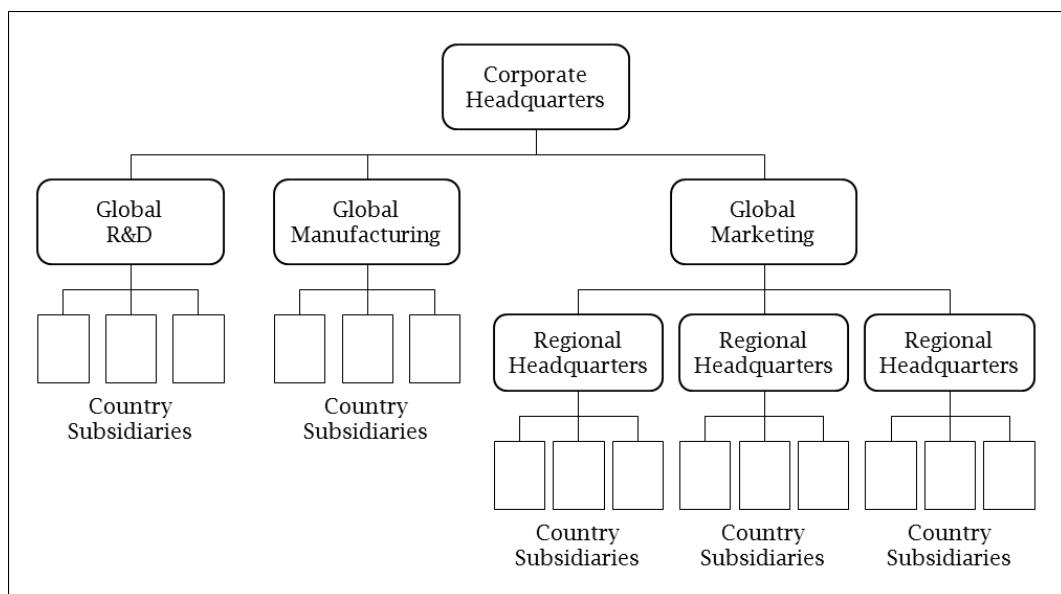 Corporate
Headquarters
Global
R&D
Global
Manufacturing
Global
Marketing
Regional
Headquarters
Regional
Headquarters
Regional
Headquarters
Country
Subsidiaries
Country
Subsidiaries
Country
Subsidiaries
Country
Subsidiaries
Country
Subsidiaries